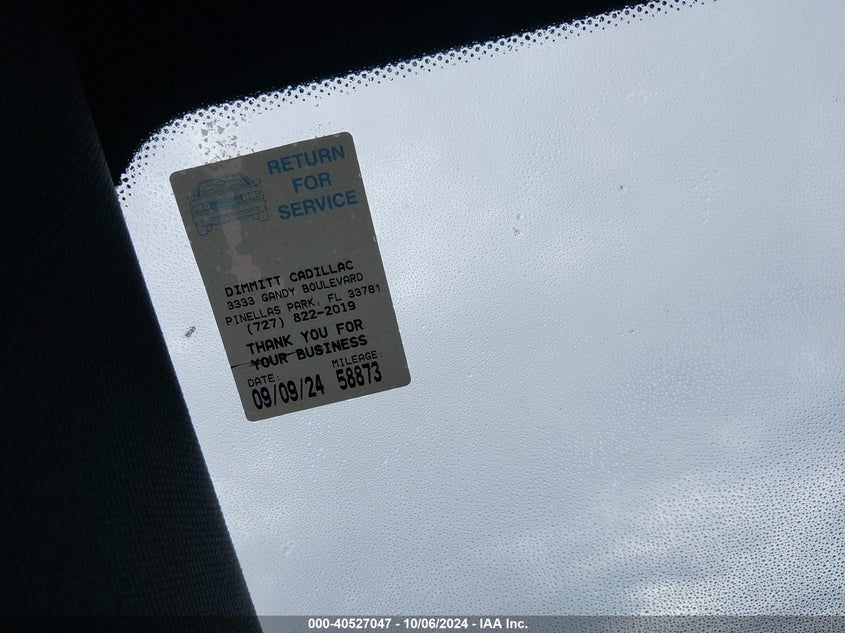 RETURN
FOR
SERVICE
DIMMITT CADILLAC
3333 GANDY BOULEVARD
PINELLAS PARK, FL 33781
(727) 822-2019
THANK YOU FOR
YOUR BUSINESS
DATE: MILEAGE:
09/09/24 58873
000-40527047 - 10/06/2024 - IAA Inc.